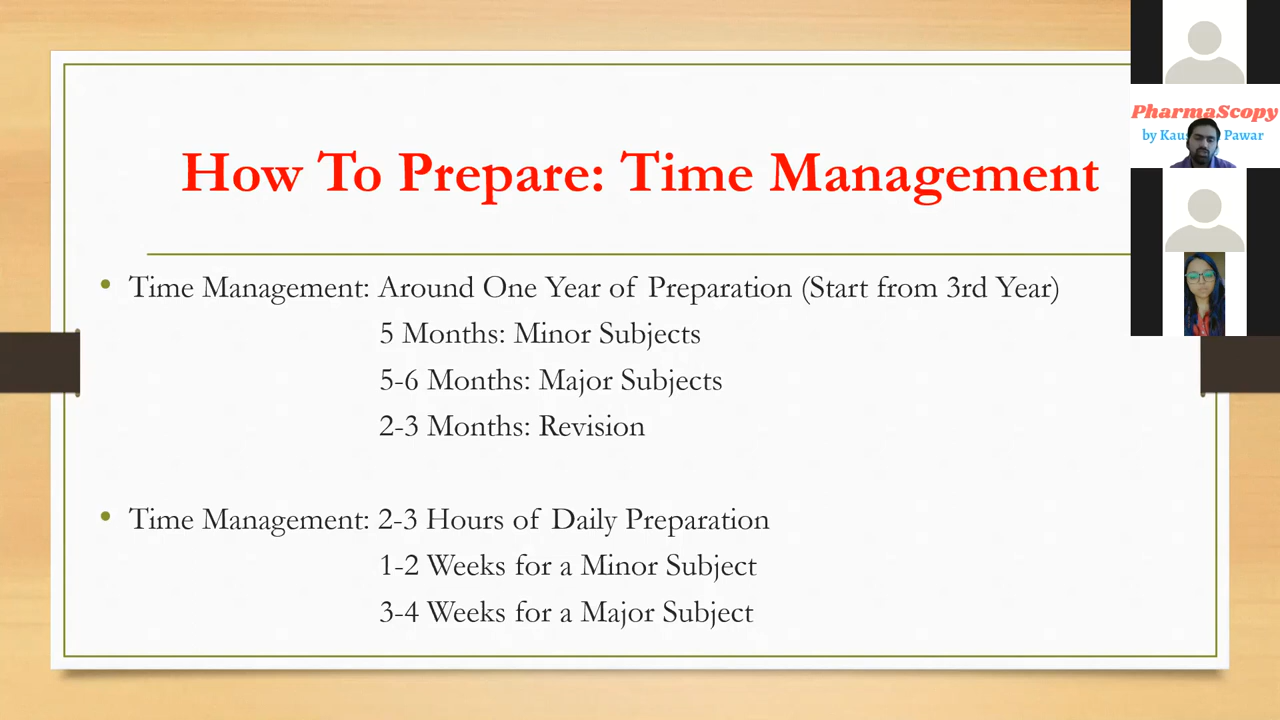 How To Prepare: Time Management
Time Management: Around One Year of Preparation (Start from 3rd Year)
5 Months: Minor Subjects
5-6 Months: Major Subjects
2-3 Months: Revision
Time Management: 2-3 Hours of Daily Preparation
1-2 Weeks for a Minor Subject
3-4 Weeks for a Major Subject
PharmaScopy
by Pawar